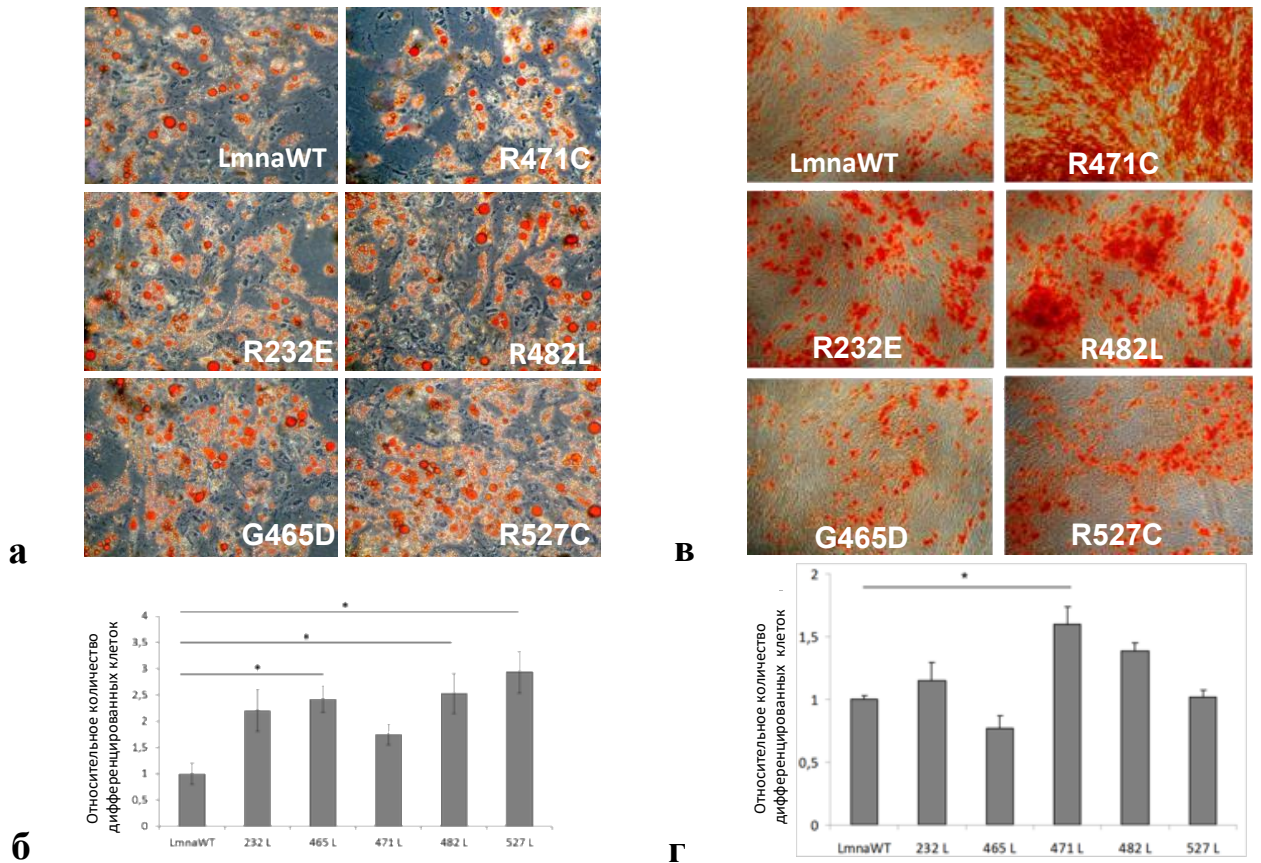 LmnaWT
R471C
R232E
R482L
G465D
R527C
а
LmnaWT
R471C
R232E
R482L
G465D
R527C
в
Относительное количество
дифференцированных клеток
4
3,5
3
2,5
2
1,5
1
0,5
0
*
*
*
LmnaWT 232 L 465 L 471 L 482 L 527 L
б
Относительное количество
дифференцированных клеток
2
1,5
1
0,5
0
*
LmnaWT 232 L 465 L 471 L 482 L 527 L
г